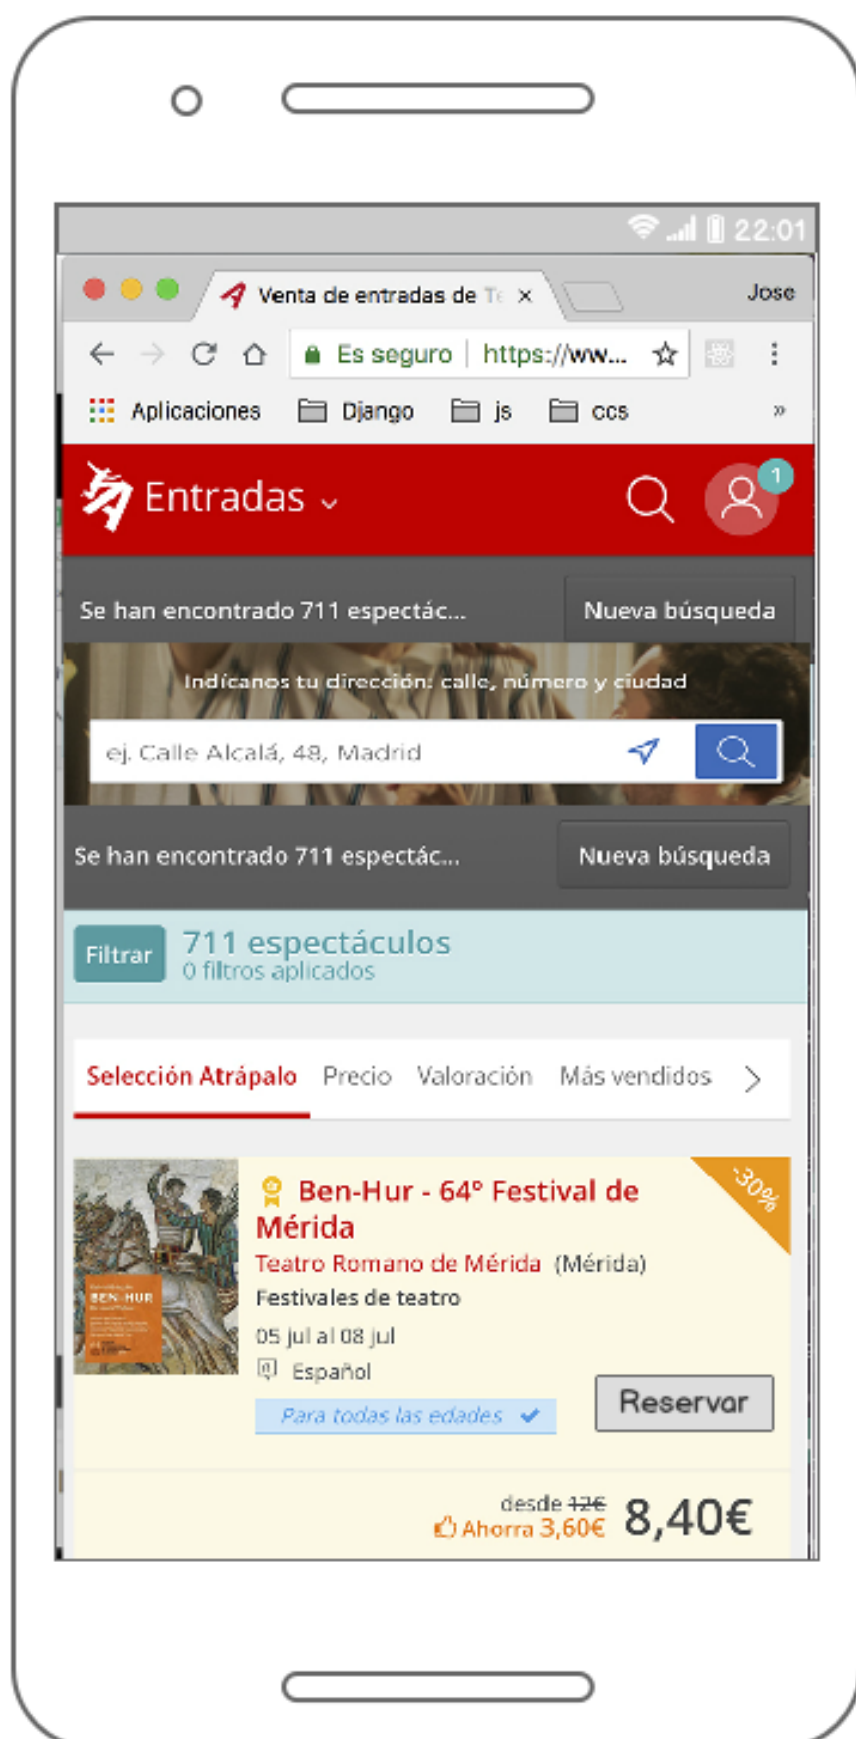 22:01
Venta de entradas de Te
Jose
Es seguro | https://ww...
Aplicaciones Django js ccs »
Entradas
1
Se han encontrado 711 espectác... Nueva búsqueda
Indícanos tu dirección: calle, número y ciudad
ej. Calle Alcalá, 48, Madrid
Se han encontrado 711 espectác... Nueva búsqueda
Filtrar
711 espectáculos
0 filtros aplicados
Selección Atrápalo Precio Valoración Más vendidos
-30%
Ben-Hur - 64º Festival de
Mérida
Teatro Romano de Mérida (Mérida)
BEN-HUR
Festivales de teatro
05 jul al 08 jul
Español
Para todas las edades
Reservar
desde 12€
Ahorra 3,60€
8,40€